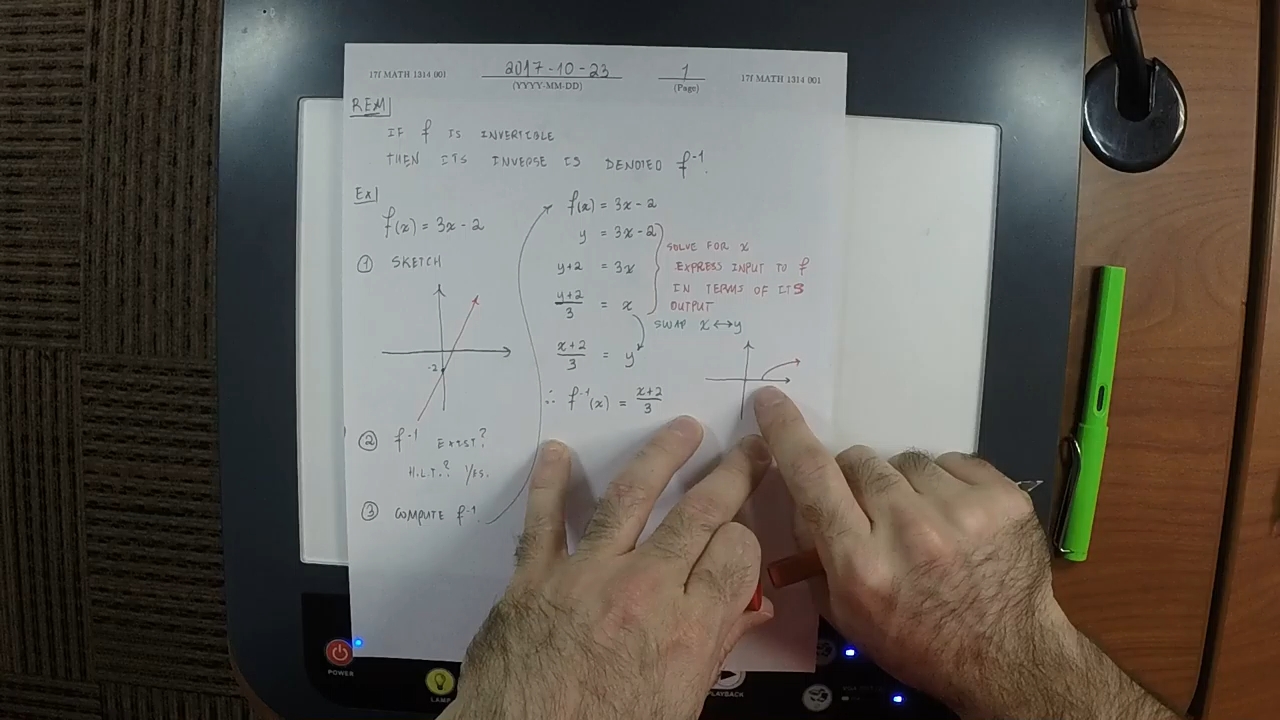 17f MATH 1314 001
2017-10-23
(YYYY-MM-DD)
1
(Page)
17f MATH 1314 001
REM
IF f IS INVERTIBLE
THEN ITS INVERSE IS DENOTED f⁻¹.
Ex
f(x) = 3x - 2
① SKETCH
-2
② f⁻¹ EXIST?
H.L.T.? YES.
③ COMPUTE f⁻¹.
f(x) = 3x - 2
y = 3x - 2
y+2 = 3x
(y+2)/3 = x
(x+2)/3 = y
∴ f⁻¹(x) = (x+2)/3
SOLVE FOR x
EXPRESS INPUT TO f
IN TERMS OF ITS
OUTPUT
SWAP x ↔ y
POWER
PLAYBACK